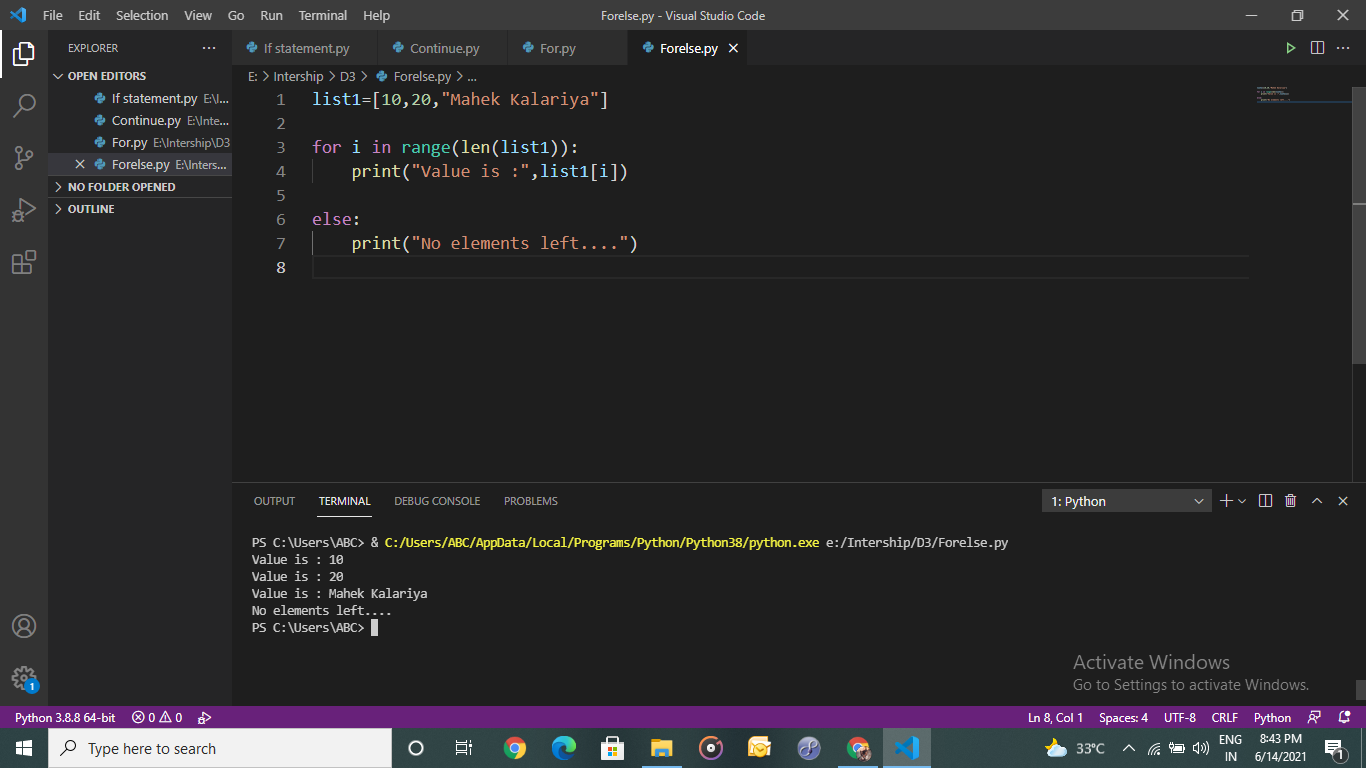 File Edit Selection View Go Run Terminal Help Forelse.py - Visual Studio Code
EXPLORER ...
If statement.py Continue.py For.py Forelse.py
OPEN EDITORS
If statement.py E:\I...
Continue.py E:\Inte...
For.py E:\Intership\D3
Forelse.py E:\Inters...
NO FOLDER OPENED
OUTLINE
E: > Intership > D3 > Forelse.py > ...
1 list1=[10,20,"Mahek Kalariya"]
2
3 for i in range(len(list1)):
4 print("Value is :",list1[i])
5
6 else:
7 print("No elements left....")
8
OUTPUT TERMINAL DEBUG CONSOLE PROBLEMS 1: Python
PS C:\Users\ABC> & C:/Users/ABC/AppData/Local/Programs/Python/Python38/python.exe e:/Intership/D3/Forelse.py
Value is : 10
Value is : 20
Value is : Mahek Kalariya
No elements left....
PS C:\Users\ABC>
Activate Windows
Go to Settings to activate Windows.
1
Python 3.8.8 64-bit 0 0 Ln 8, Col 1 Spaces: 4 UTF-8 CRLF Python
Type here to search
33°C
ENG
IN
8:43 PM
6/14/2021
1